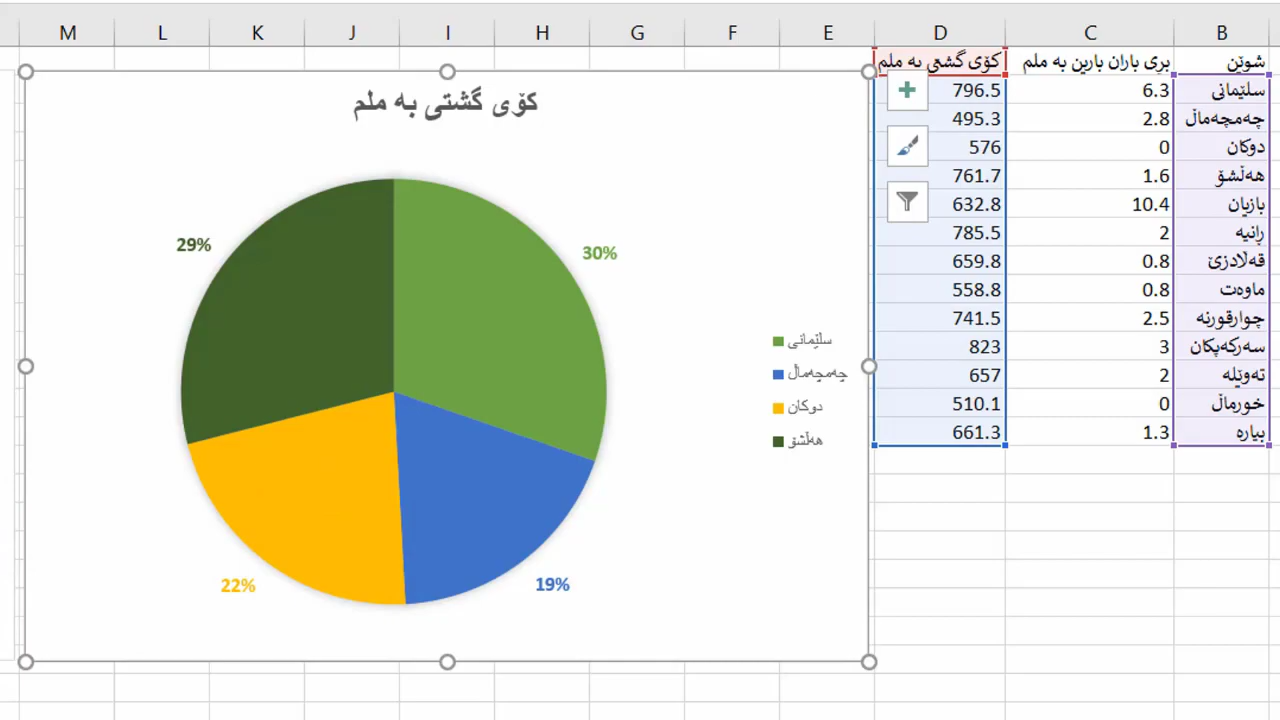 M L K J I H G F E D C B
شوێن بڕی باران بارین بە ملم کۆی گشتی بە ملم
سلێمانی 6.3 796.5
چەمچەماڵ 2.8 495.3
دوکان 0 576
هەڵشۆ 1.6 761.7
بازیان 10.4 632.8
ڕانیە 2 785.5
قەڵادزێ 0.8 659.8
ماوەت 0.8 558.8
چوارقورنە 2.5 741.5
سەرکەپکان 3 823
تەوێلە 2 657
خورماڵ 0 510.1
بیارە 1.3 661.3
کۆی گشتی بە ملم
29%
30%
22%
19%
سلێمانی
چەمچەماڵ
دوکان
هەڵشۆ